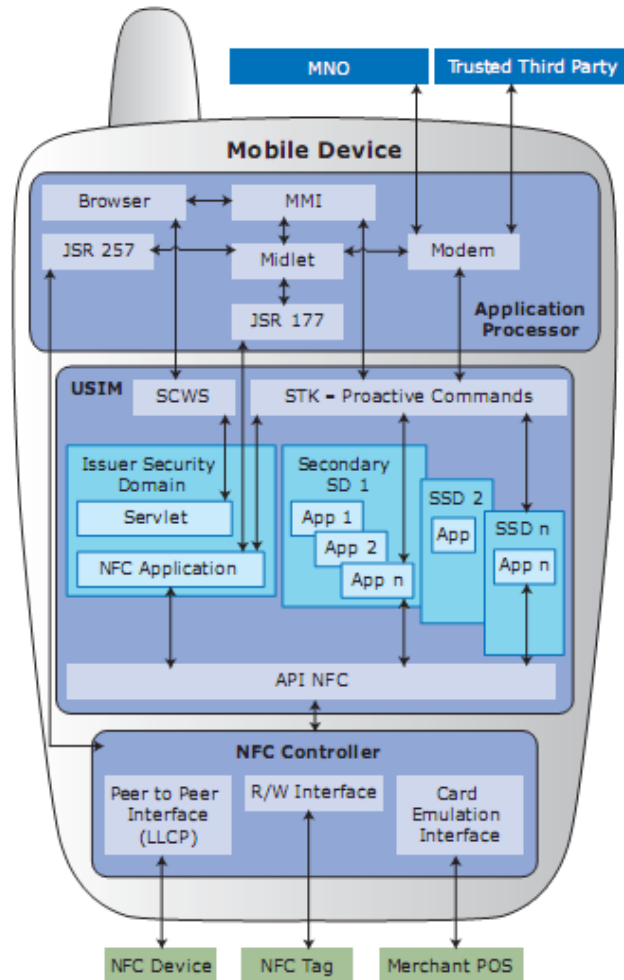 MNO
Trusted Third Party
Mobile Device
Browser
MMI
JSR 257
Midlet
Modem
JSR 177
Application
Processor
USIM
SCWS
STK – Proactive Commands
Issuer Security
Domain
Servlet
NFC Application
Secondary
SD 1
App 1
App 2
App n
SSD 2
App
SSD n
App n
API NFC
NFC Controller
Peer to Peer
Interface
(LLCP)
R/W Interface
Card
Emulation
Interface
NFC Device
NFC Tag
Merchant POS